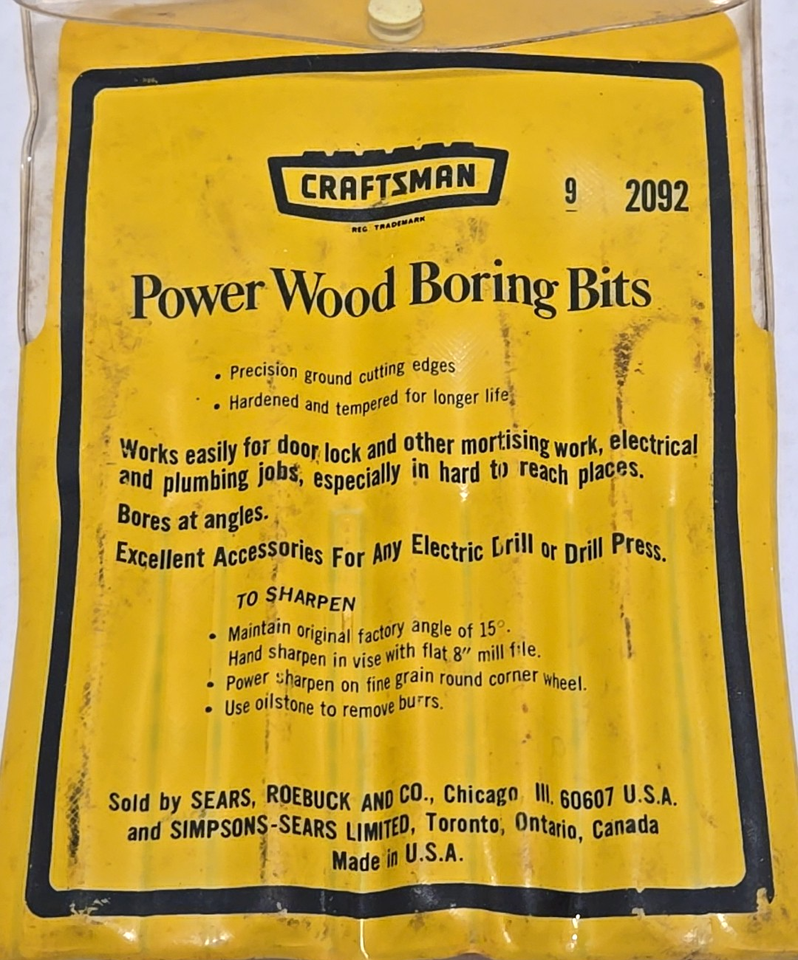 CRAFTSMAN
REG. TRADEMARK
9 2092
Power Wood Boring Bits
• Precision ground cutting edges
• Hardened and tempered for longer life
Works easily for door lock and other mortising work, electrical
and plumbing jobs, especially in hard to reach places.
Bores at angles.
Excellent Accessories For Any Electric Drill or Drill Press.
TO SHARPEN
• Maintain original factory angle of 15°.
Hand sharpen in vise with flat 8" mill file.
• Power sharpen on fine grain round corner wheel.
• Use oilstone to remove burrs.
Sold by SEARS, ROEBUCK AND CO., Chicago, Ill. 60607 U.S.A.
and SIMPSONS-SEARS LIMITED, Toronto, Ontario, Canada
Made in U.S.A.